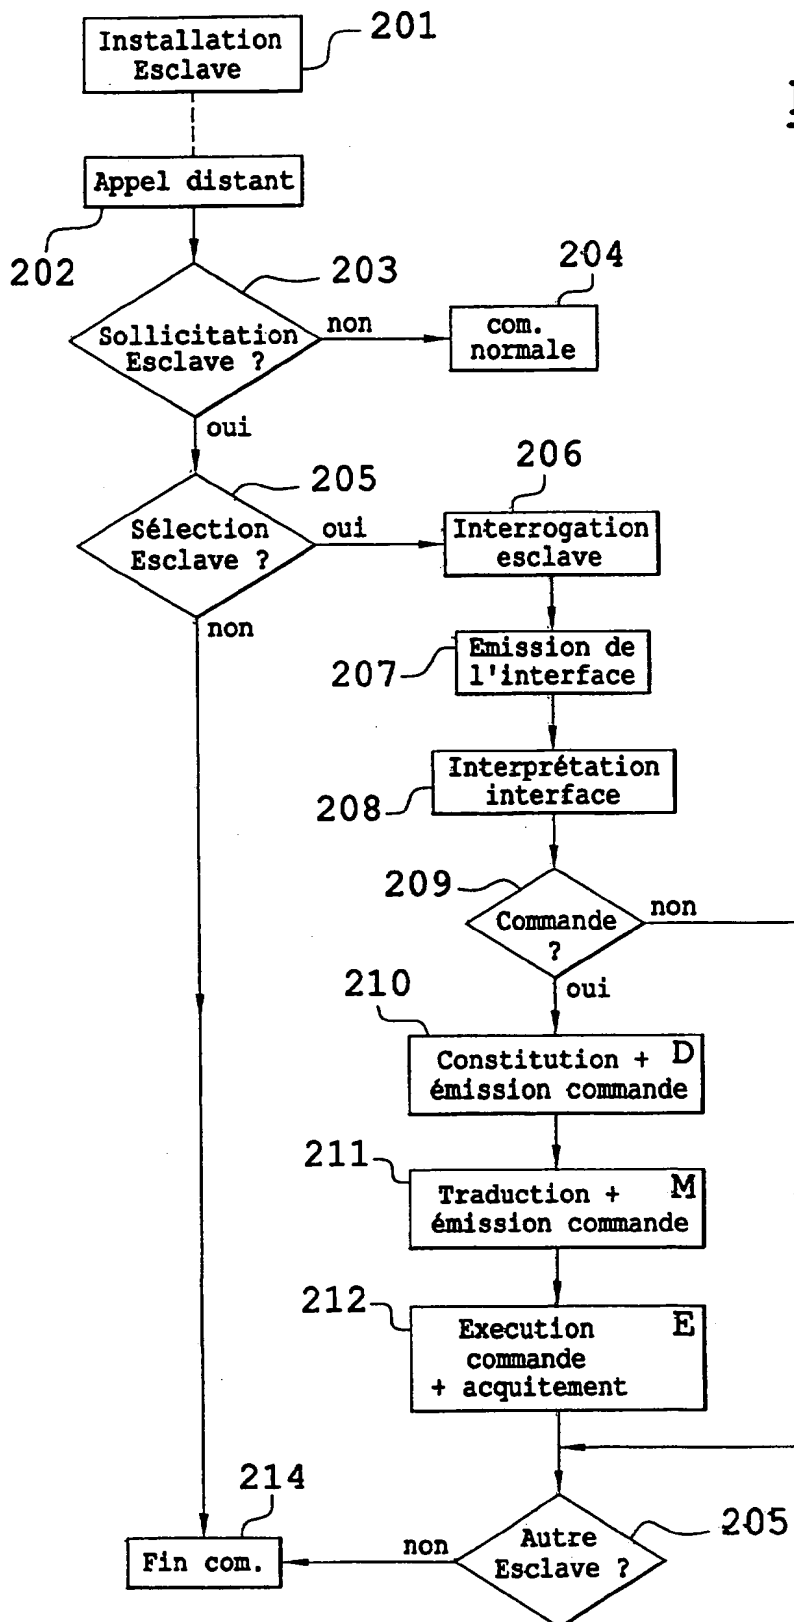 201
Installation
Esclave
Appel distant
202
203
204
Sollicitation
Esclave ?
non
com.
normale
oui
205
206
Sélection
Esclave ?
oui
Interrogation
esclave
non
207
Emission de
l'interface
208
Interprétation
interface
209
Commande
?
non
oui
210
Constitution + D
émission commande
211
Traduction + M
émission commande
212
Execution E
commande
+ acquitement
214
205
Fin com.
non
Autre
Esclave ?